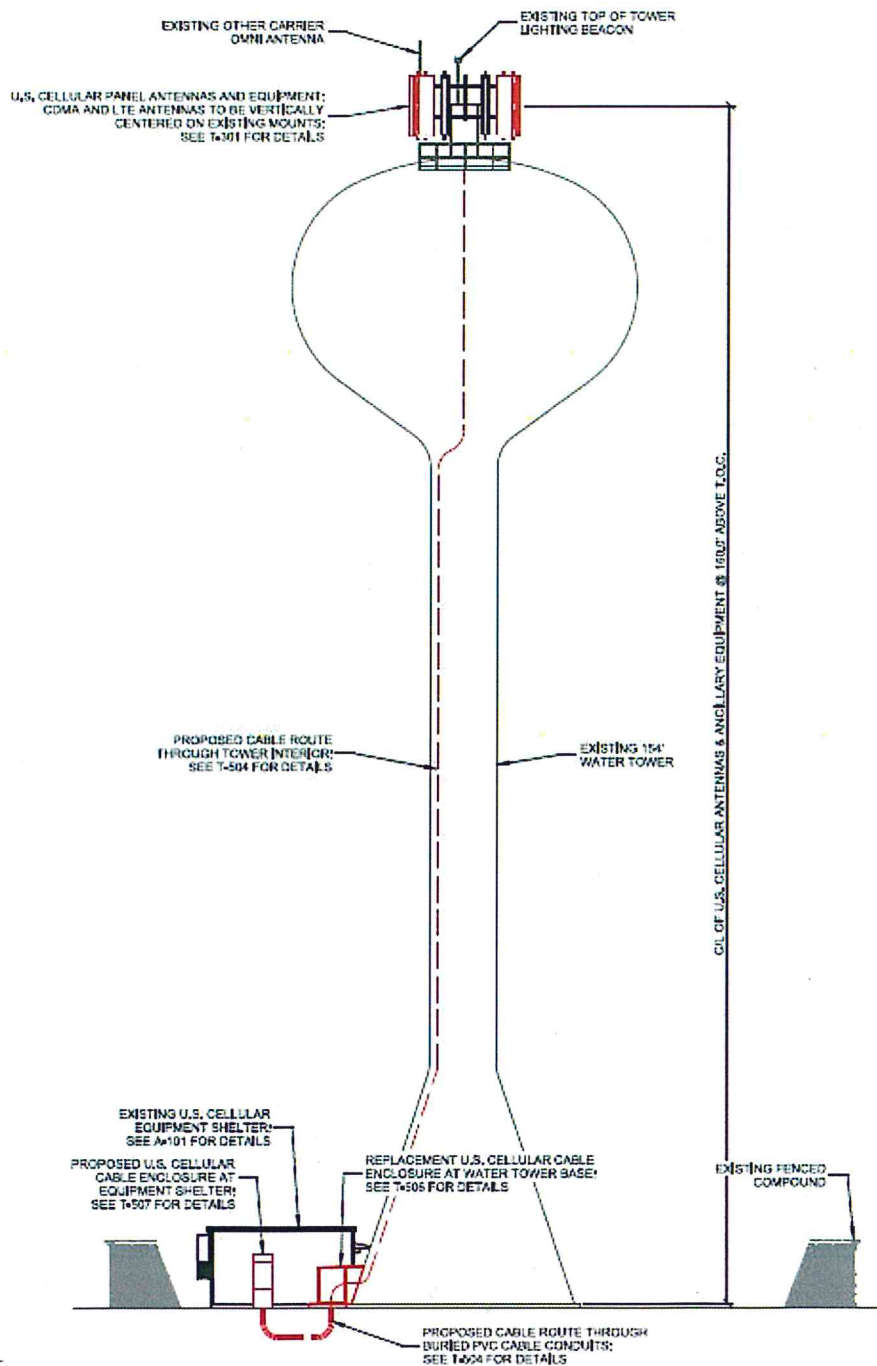 EXISTING OTHER CARRIER
OMNI ANTENNA
EXISTING TOP OF TOWER
LIGHTING BEACON
U.S. CELLULAR PANEL ANTENNAS AND EQUIPMENT;
CDMA AND LTE ANTENNAS TO BE VERTICALLY
CENTERED ON EXISTING MOUNTS;
SEE T-301 FOR DETAILS
C/L OF U.S. CELLULAR ANTENNAS & ANCILLARY EQUIPMENT @ 160.0' ABOVE T.O.C.
PROPOSED CABLE ROUTE
THROUGH TOWER INTERIOR;
SEE T-504 FOR DETAILS
EXISTING 154'
WATER TOWER
EXISTING U.S. CELLULAR
EQUIPMENT SHELTER;
SEE A-101 FOR DETAILS
PROPOSED U.S. CELLULAR
CABLE ENCLOSURE AT
EQUIPMENT SHELTER;
SEE T-507 FOR DETAILS
REPLACEMENT U.S. CELLULAR CABLE
ENCLOSURE AT WATER TOWER BASE;
SEE T-506 FOR DETAILS
EXISTING FENCED
COMPOUND
PROPOSED CABLE ROUTE THROUGH
BURIED PVC CABLE CONDUITS;
SEE T-504 FOR DETAILS